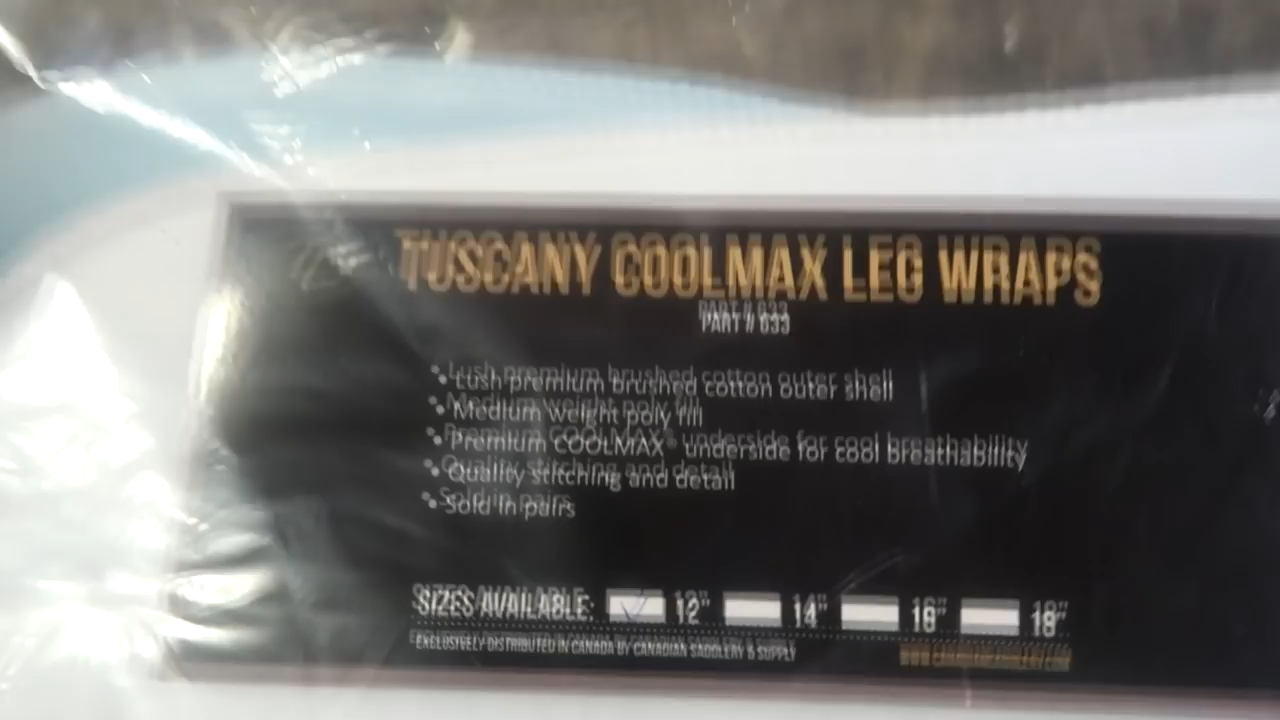 TUSCANY COOLMAX LEG WRAPS
PART # 633
• Lush premium brushed cotton outer shell
• Medium weight poly fill
• Premium COOLMAX® underside for cool breathability
• Quality stitching and detail
• Sold in pairs
SIZES AVAILABLE: 12" 14" 16" 18"
EXCLUSIVELY DISTRIBUTED IN CANADA BY CANADIAN SADDLERY & SUPPLY